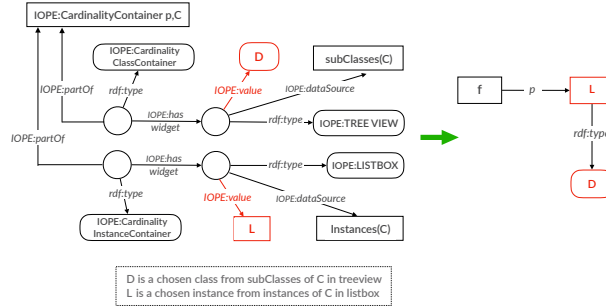 IOPE:CardinalityContainer p,C
IOPE:Cardinality
ClassContainer
D
subClasses(C)
IOPE:partOf
rdf:type
IOPE:value
IOPE:dataSource
IOPE:partOf
IOPE:has
widget
rdf:type
IOPE:TREE VIEW
f
p
L
rdf:type
D
IOPE:has
widget
rdf:type
IOPE:LISTBOX
rdf:type
IOPE:value
IOPE:dataSource
IOPE:Cardinality
InstanceContainer
L
Instances(C)
D is a chosen class from subClasses of C in treeview
L is a chosen instance from instances of C in listbox